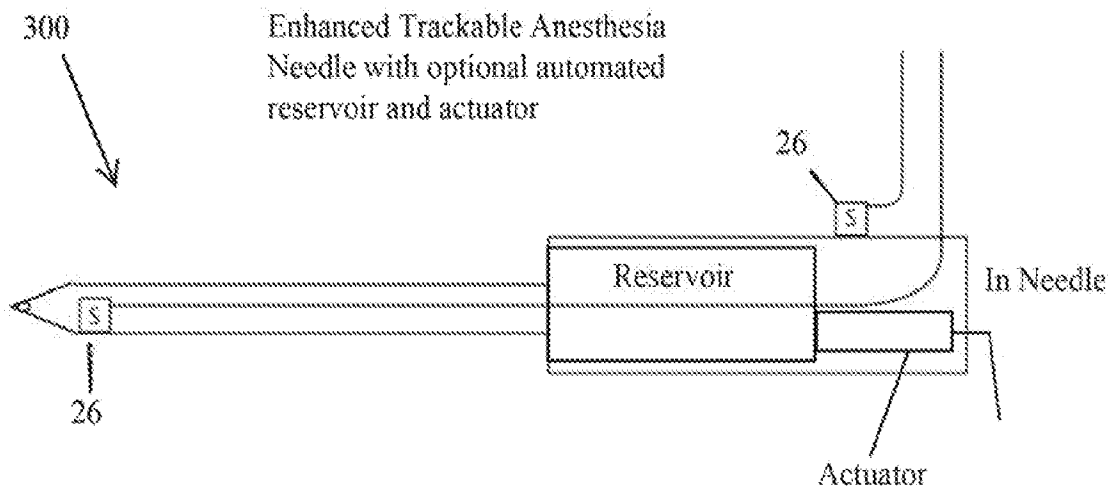 300
Enhanced Trackable Anesthesia
Needle with optional automated
reservoir and actuator
26
S
Reservoir
In Needle
S
26
Actuator